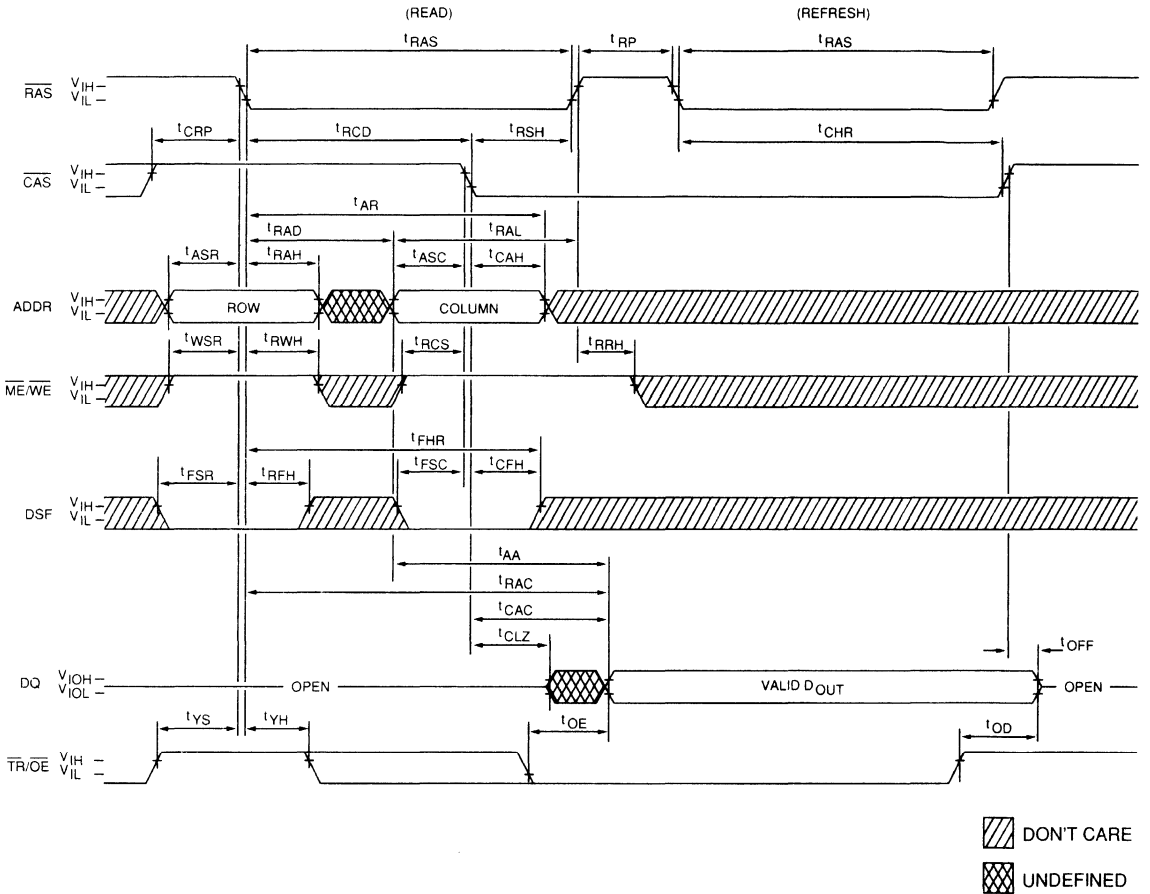 (READ) (REFRESH)
tRAS tRP tRAS
RAS VIH VIL
tCRP tRCD tRSH tCHR
CAS VIH VIL
tAR
tRAD tRAL
tASR tRAH tASC tCAH
ADDR VIH VIL ROW COLUMN
tWSR tRWH tRCS tRRH
ME/WE VIH VIL
tFHR
tFSR tRFH tFSC tCFH
DSF VIH VIL
tAA
tRAC
tCAC
tCLZ tOFF
DQ VIOH VIOL OPEN VALID DOUT OPEN
tYS tYH tOE tOD
TR/OE VIH VIL
DON'T CARE
UNDEFINED